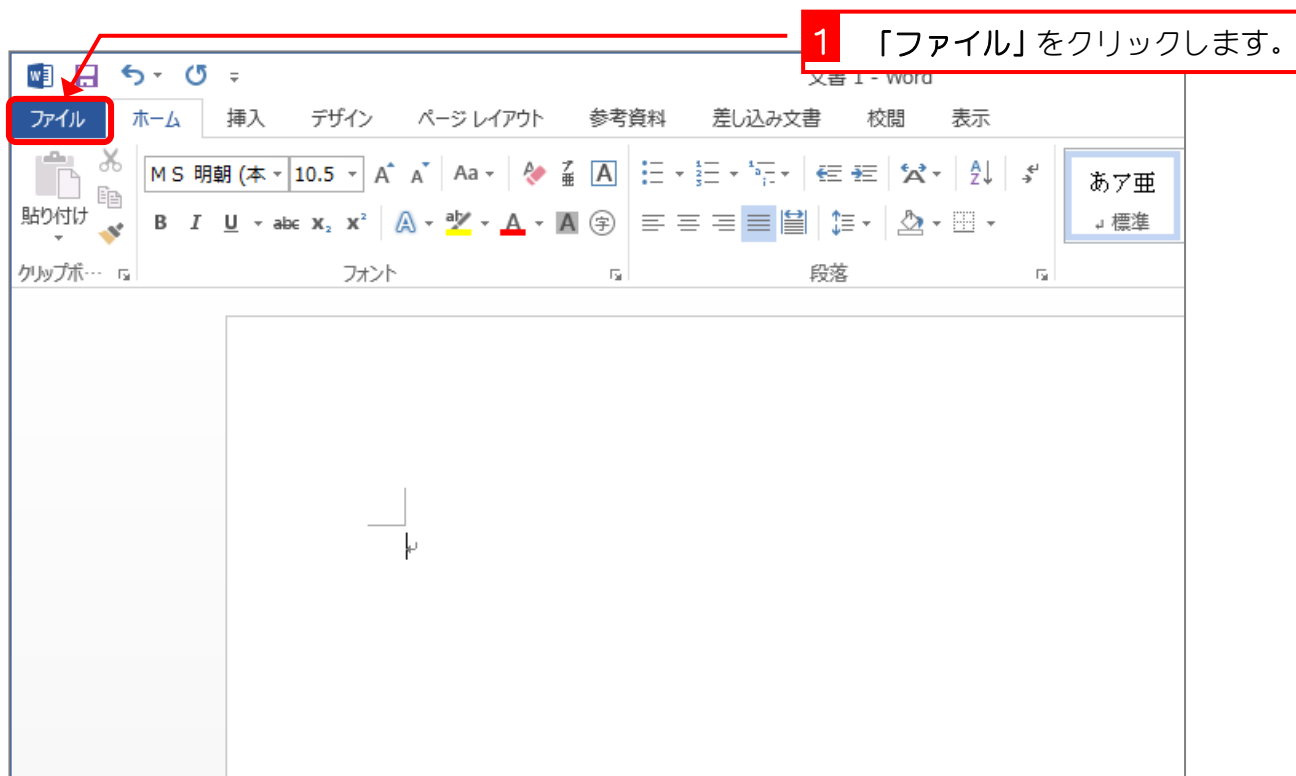 1 「ファイル」をクリックします。
文書 1 - Word
ファイル ホーム 挿入 デザイン ページ レイアウト 参考資料 差し込み文書 校閲 表示
貼り付け
ＭＳ 明朝 (本 10.5 A A Aa A ア亜 A
B I U abc x₂ x² A aby A A 字
A Z
あア亜
↲ 標準
クリップボ… フォント 段落